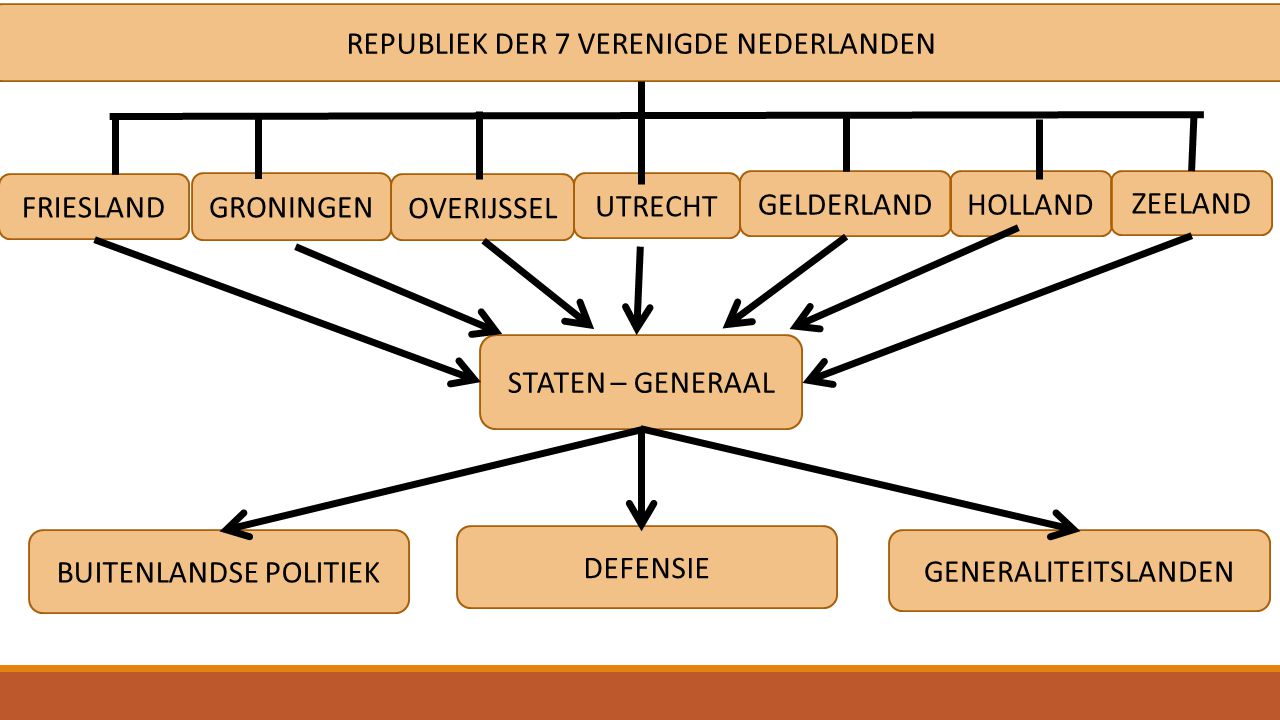 REPUBLIEK DER 7 VERENIGDE NEDERLANDEN
FRIESLAND
GRONINGEN
OVERIJSSEL
UTRECHT
GELDERLAND
HOLLAND
ZEELAND
STATEN – GENERAAL
BUITENLANDSE POLITIEK
DEFENSIE
GENERALITEITSLANDEN